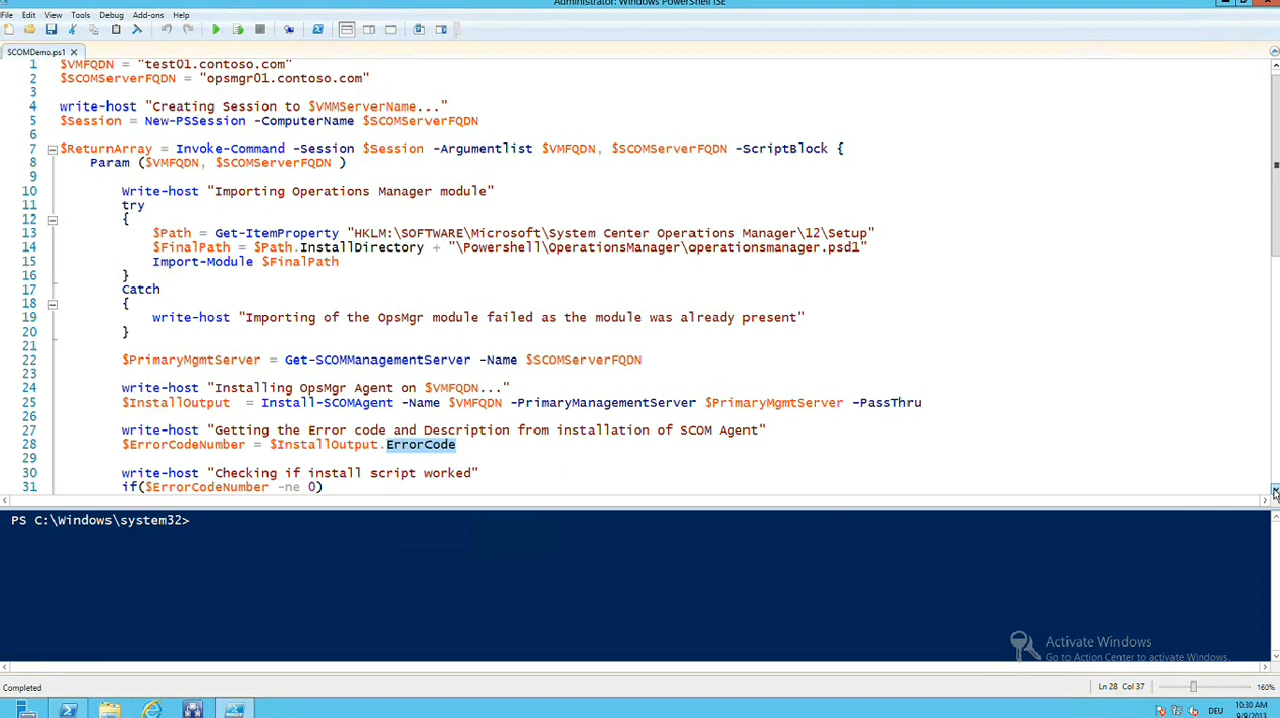 Administrator: Windows PowerShell ISE
File Edit View Tools Debug Add-ons Help
SCOMDemo.ps1
1 $VMFQDN = "test01.contoso.com"
2 $SCOMServerFQDN = "opsmgr01.contoso.com"
3
4 write-host "Creating Session to $VMMServerName..."
5 $Session = New-PSSession -ComputerName $SCOMServerFQDN
6
7 $ReturnArray = Invoke-Command -Session $Session -Argumentlist $VMFQDN, $SCOMServerFQDN -ScriptBlock {
8 Param ($VMFQDN, $SCOMServerFQDN )
9
10 Write-host "Importing Operations Manager module"
11 try
12 {
13 $Path = Get-ItemProperty "HKLM:\SOFTWARE\Microsoft\System Center Operations Manager\12\Setup"
14 $FinalPath = $Path.InstallDirectory + "\Powershell\OperationsManager\operationsmanager.psd1"
15 Import-Module $FinalPath
16 }
17 Catch
18 {
19 write-host "Importing of the OpsMgr module failed as the module was already present"
20 }
21
22 $PrimaryMgmtServer = Get-SCOMManagementServer -Name $SCOMServerFQDN
23
24 write-host "Installing OpsMgr Agent on $VMFQDN..."
25 $InstallOutput = Install-SCOMAgent -Name $VMFQDN -PrimaryManagementServer $PrimaryMgmtServer -PassThru
26
27 write-host "Getting the Error code and Description from installation of SCOM Agent"
28 $ErrorCodeNumber = $InstallOutput.ErrorCode
29
30 write-host "Checking if install script worked"
31 if($ErrorCodeNumber -ne 0)
PS C:\Windows\system32>
Activate Windows
Go to Action Center to activate Windows.
Completed
Ln 28 Col 37
160%
DEU
10:30 AM
9/9/2013